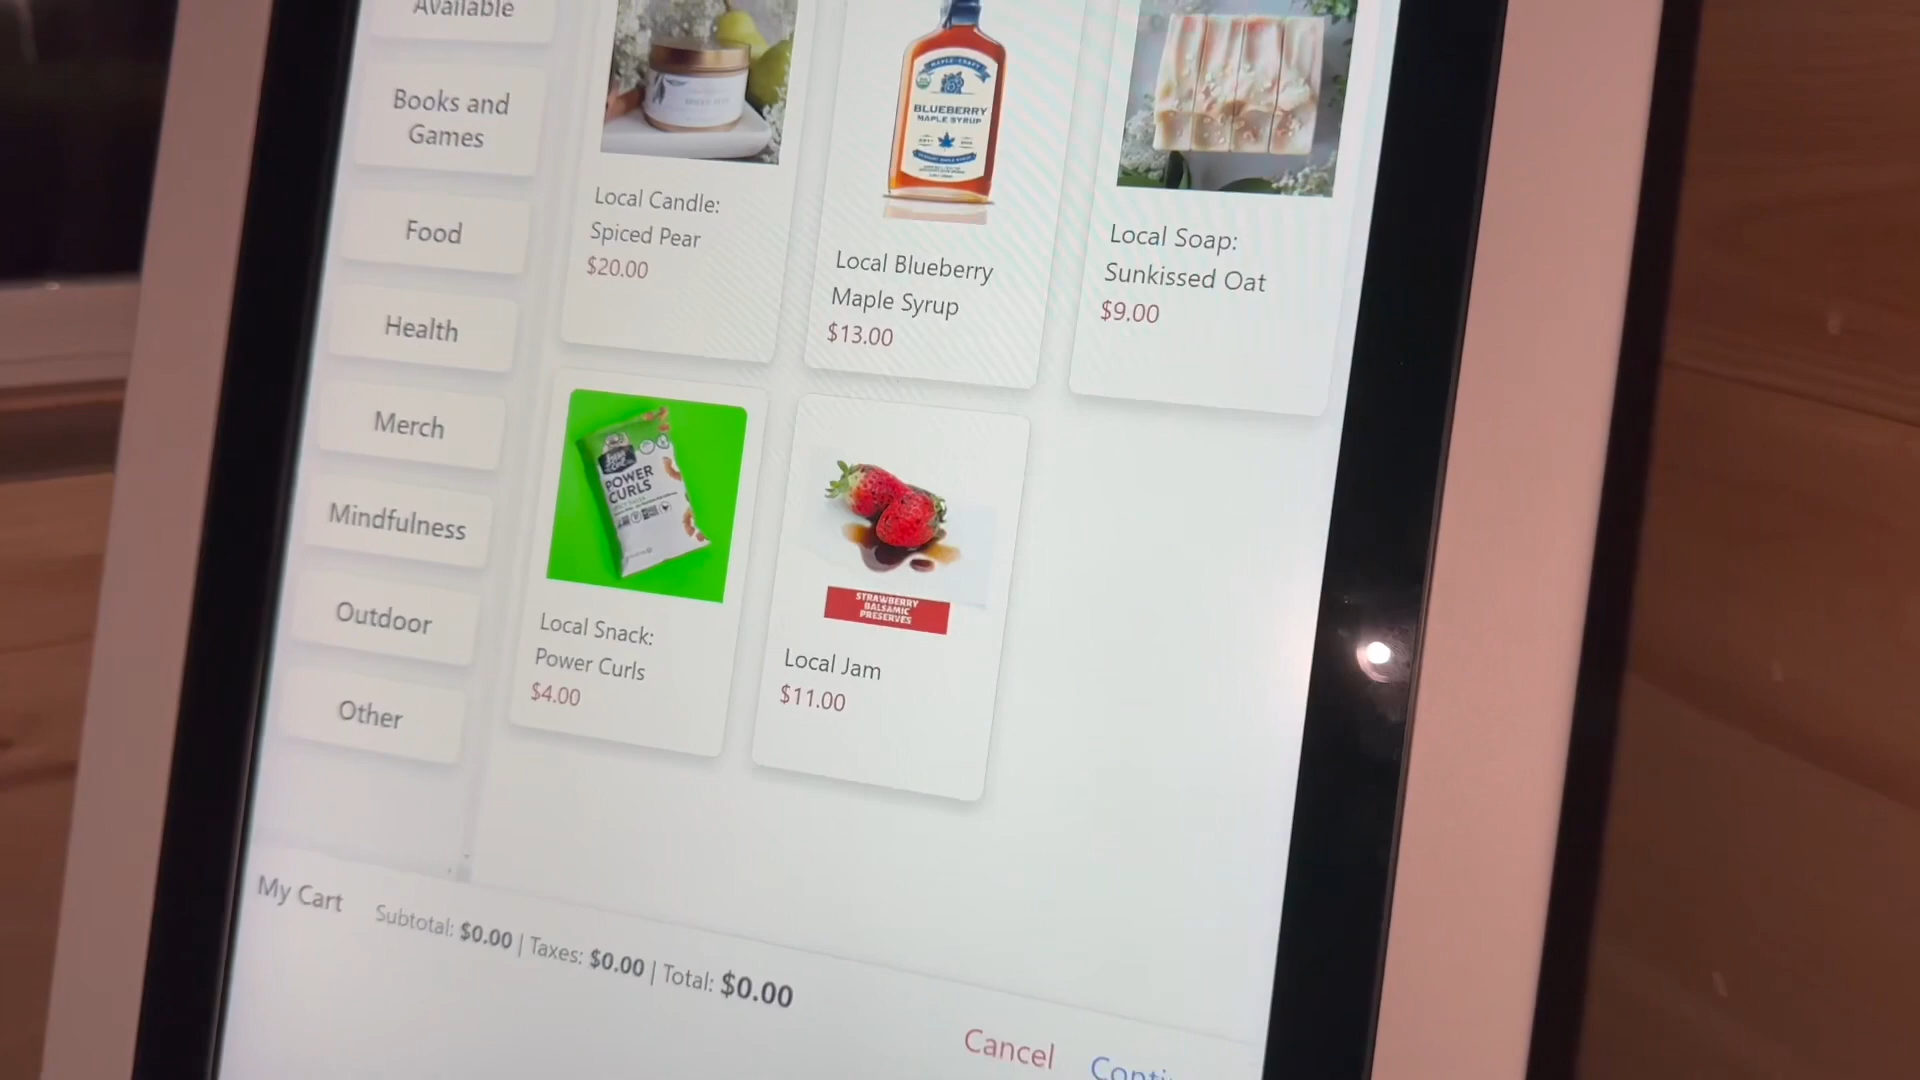 Available
Books and
Games
Food
Health
Merch
Mindfulness
Outdoor
Other
Local Candle:
Spiced Pear
$20.00
BLUEBERRY
MAPLE SYRUP
Local Blueberry
Maple Syrup
$13.00
Local Soap:
Sunkissed Oat
$9.00
POWER
CURLS
Local Snack:
Power Curls
$4.00
STRAWBERRY
BALSAMIC
PRESERVES
Local Jam
$11.00
My Cart
Subtotal: $0.00 | Taxes: $0.00 | Total: $0.00
Cancel